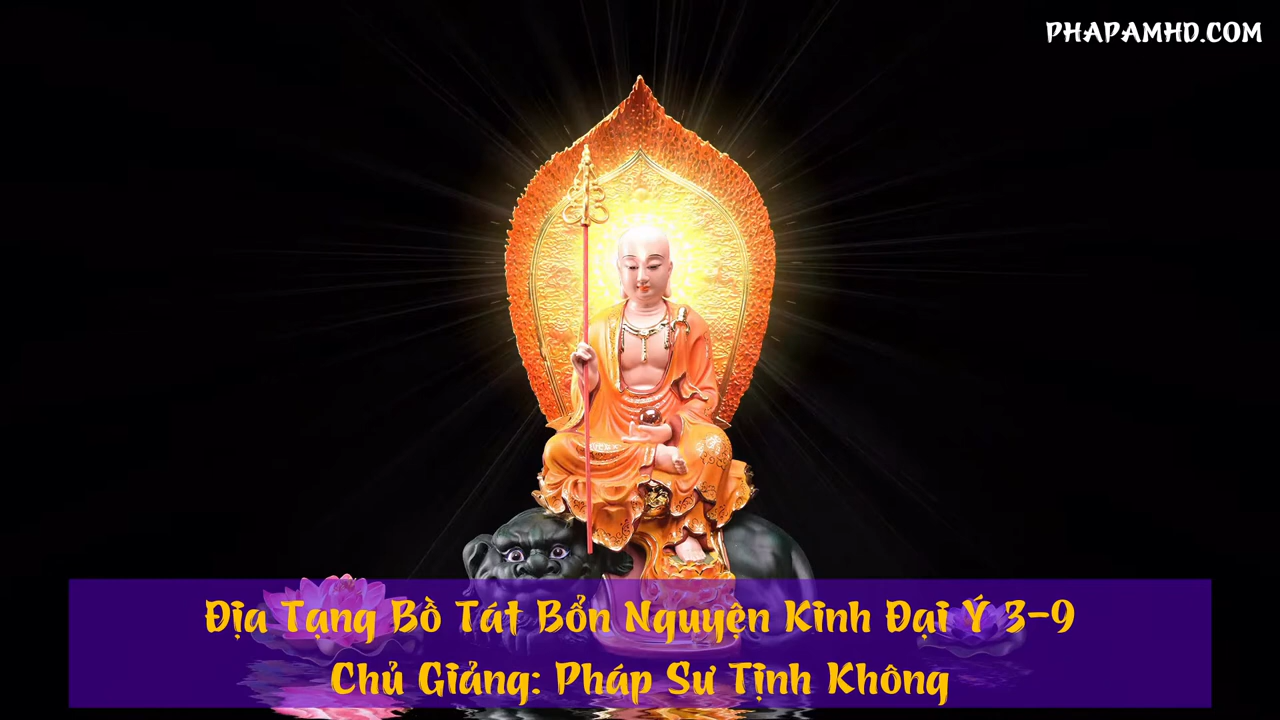 PHAPAMHD.COM
Địa Tạng Bồ Tát Bổn Nguyện Kinh Đại Ý 3-9
Chủ Giảng: Pháp Sư Tịnh Không